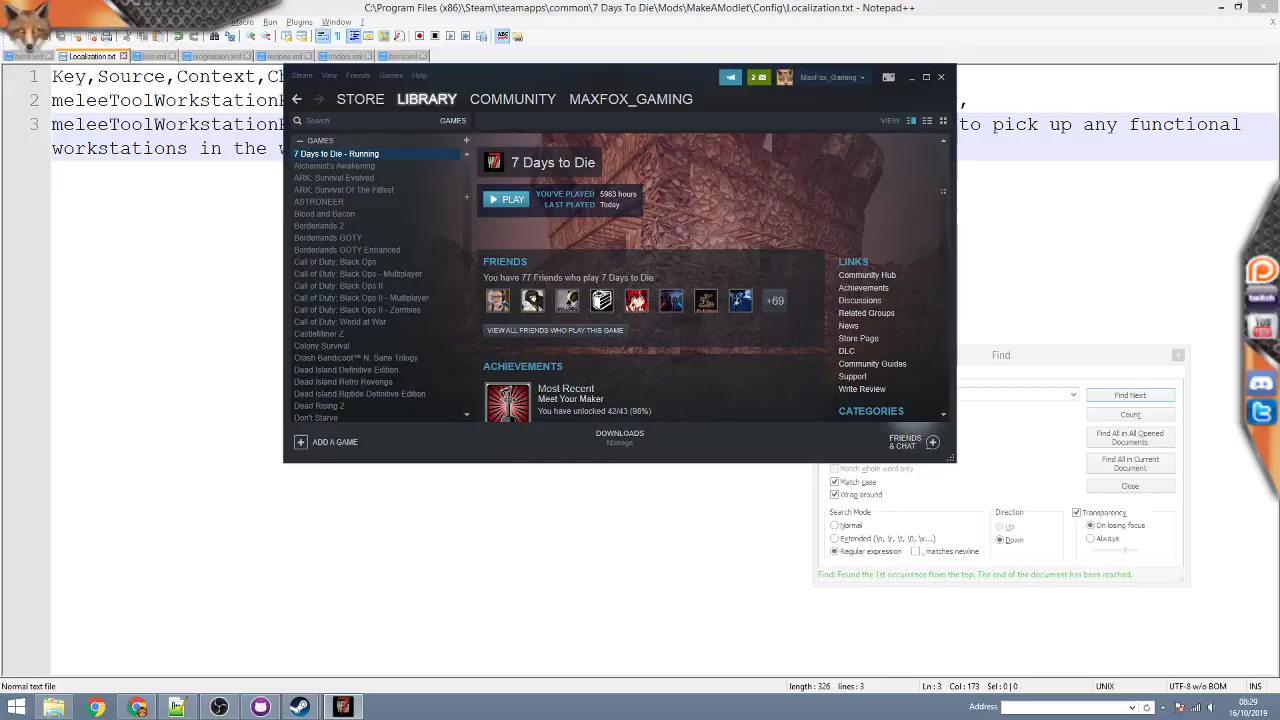 C:\Program Files (x86)\Steam\steamapps\common\7 Days To Die\Mods\MakeAModlet\Config\Localization.txt - Notepad++
Macro Run Plugins Window ? X
items.xml Localization.txt loot.xml progression.xml recipes.xml traders.xml items.xml
1 Key,Source,Context,Ch
2 meleeToolWorkstation ,
3 meleeToolWorkstation to pick up any functional
workstations in the w
Steam View Friends Games Help
2 MaxFox_Gaming
STORE LIBRARY COMMUNITY MAXFOX_GAMING
Search GAMES VIEW
GAMES
7 Days to Die - Running
Alchemist's Awakening
ARK: Survival Evolved
ARK: Survival Of The Fittest
ASTRONEER
Blood and Bacon
Borderlands 2
Borderlands GOTY
Borderlands GOTY Enhanced
Call of Duty: Black Ops
Call of Duty: Black Ops - Multiplayer
Call of Duty: Black Ops II
Call of Duty: Black Ops II - Multiplayer
Call of Duty: Black Ops II - Zombies
Call of Duty: World at War
CastleMiner Z
Colony Survival
Crash Bandicoot™ N. Sane Trilogy
Dead Island Definitive Edition
Dead Island Retro Revenge
Dead Island Riptide Definitive Edition
Dead Rising 2
Don't Starve
ADD A GAME
7 Days to Die
PLAY
YOU'VE PLAYED 5963 hours
LAST PLAYED Today
FRIENDS
You have 77 Friends who play 7 Days to Die
+69
VIEW ALL FRIENDS WHO PLAY THIS GAME
ACHIEVEMENTS
Most Recent
Meet Your Maker
You have unlocked 42/43 (98%)
LINKS
Community Hub
Achievements
Discussions
Related Groups
News
Store Page
DLC
Community Guides
Support
Write Review
CATEGORIES
DOWNLOADS
Manage
FRIENDS
& CHAT
Find
Find Next
Count
Find All in All Opened
Documents
Find All in Current
Document
Close
Match whole word only
Match case
Wrap around
Search Mode
Normal
Extended (\n, \r, \t, \0, \x...)
Regular expression . matches newline
Direction
Up
Down
Transparency
On losing focus
Always
Find: Found the 1st occurrence from the top. The end of the document has been reached.
twitch
Normal text file length : 326 lines : 3 Ln : 3 Col : 173 Sel : 0 | 0 UNIX UTF-8 w/o BOM INS
Address
08:29
16/10/2019